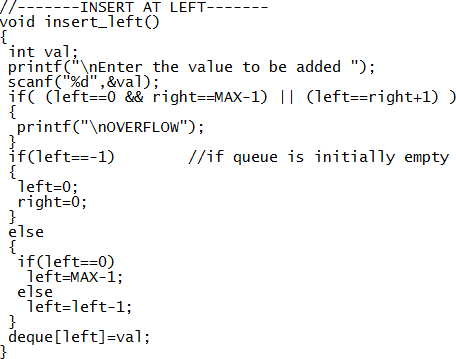 //-------INSERT AT LEFT-------
void insert_left()
{
 int val;
 printf("\nEnter the value to be added ");
 scanf("%d",&val);
 if( (left==0 && right==MAX-1) || (left==right+1) )
 {
  printf("\nOVERFLOW");
 }
 if(left==-1)        //if queue is initially empty
 {
  left=0;
  right=0;
 }
 else
 {
  if(left==0)
   left=MAX-1;
  else
   left=left-1;
 }
 deque[left]=val;
}